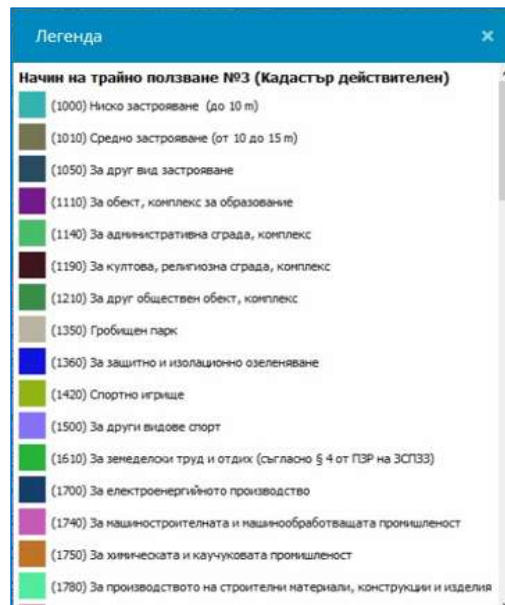 Легенда
Начин на трайно ползване №3 (Кадастър действителен)
(1000) Ниско застрояване (до 10 m)
(1010) Средно застрояване (от 10 до 15 m)
(1050) За друг вид застрояване
(1110) За обект, комплекс за образование
(1140) За административна сграда, комплекс
(1190) За култова, религиозна сграда, комплекс
(1210) За друг обществен обект, комплекс
(1350) Гробищен парк
(1360) За защитно и изолационно озеленяване
(1420) Спортно игрище
(1500) За други видове спорт
(1610) За земеделски труд и отдих (съгласно § 4 от ПЗР на ЗСПЗЗ)
(1700) За електроенергийното производство
(1740) За машиностроителната и машинообработващата промишленост
(1750) За химическата и каучуковата промишленост
(1780) За производството на строителни материали, конструкции и изделия